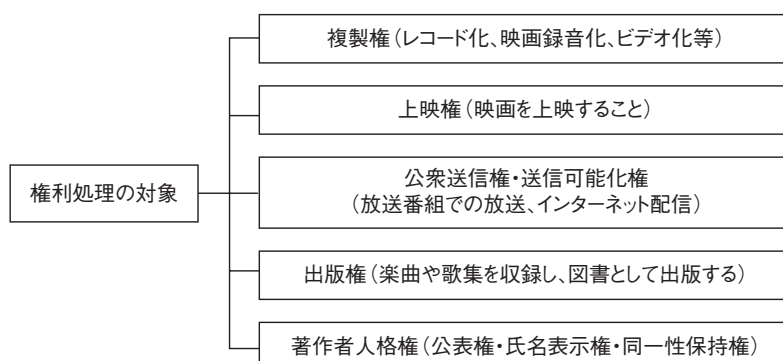 複製権（レコード化、映画録音化、ビデオ化等）
上映権（映画を上映すること）
権利処理の対象
公衆送信権・送信可能化権
（放送番組での放送、インターネット配信）
出版権（楽曲や歌集を収録し、図書として出版する）
著作者人格権（公表権・氏名表示権・同一性保持権）